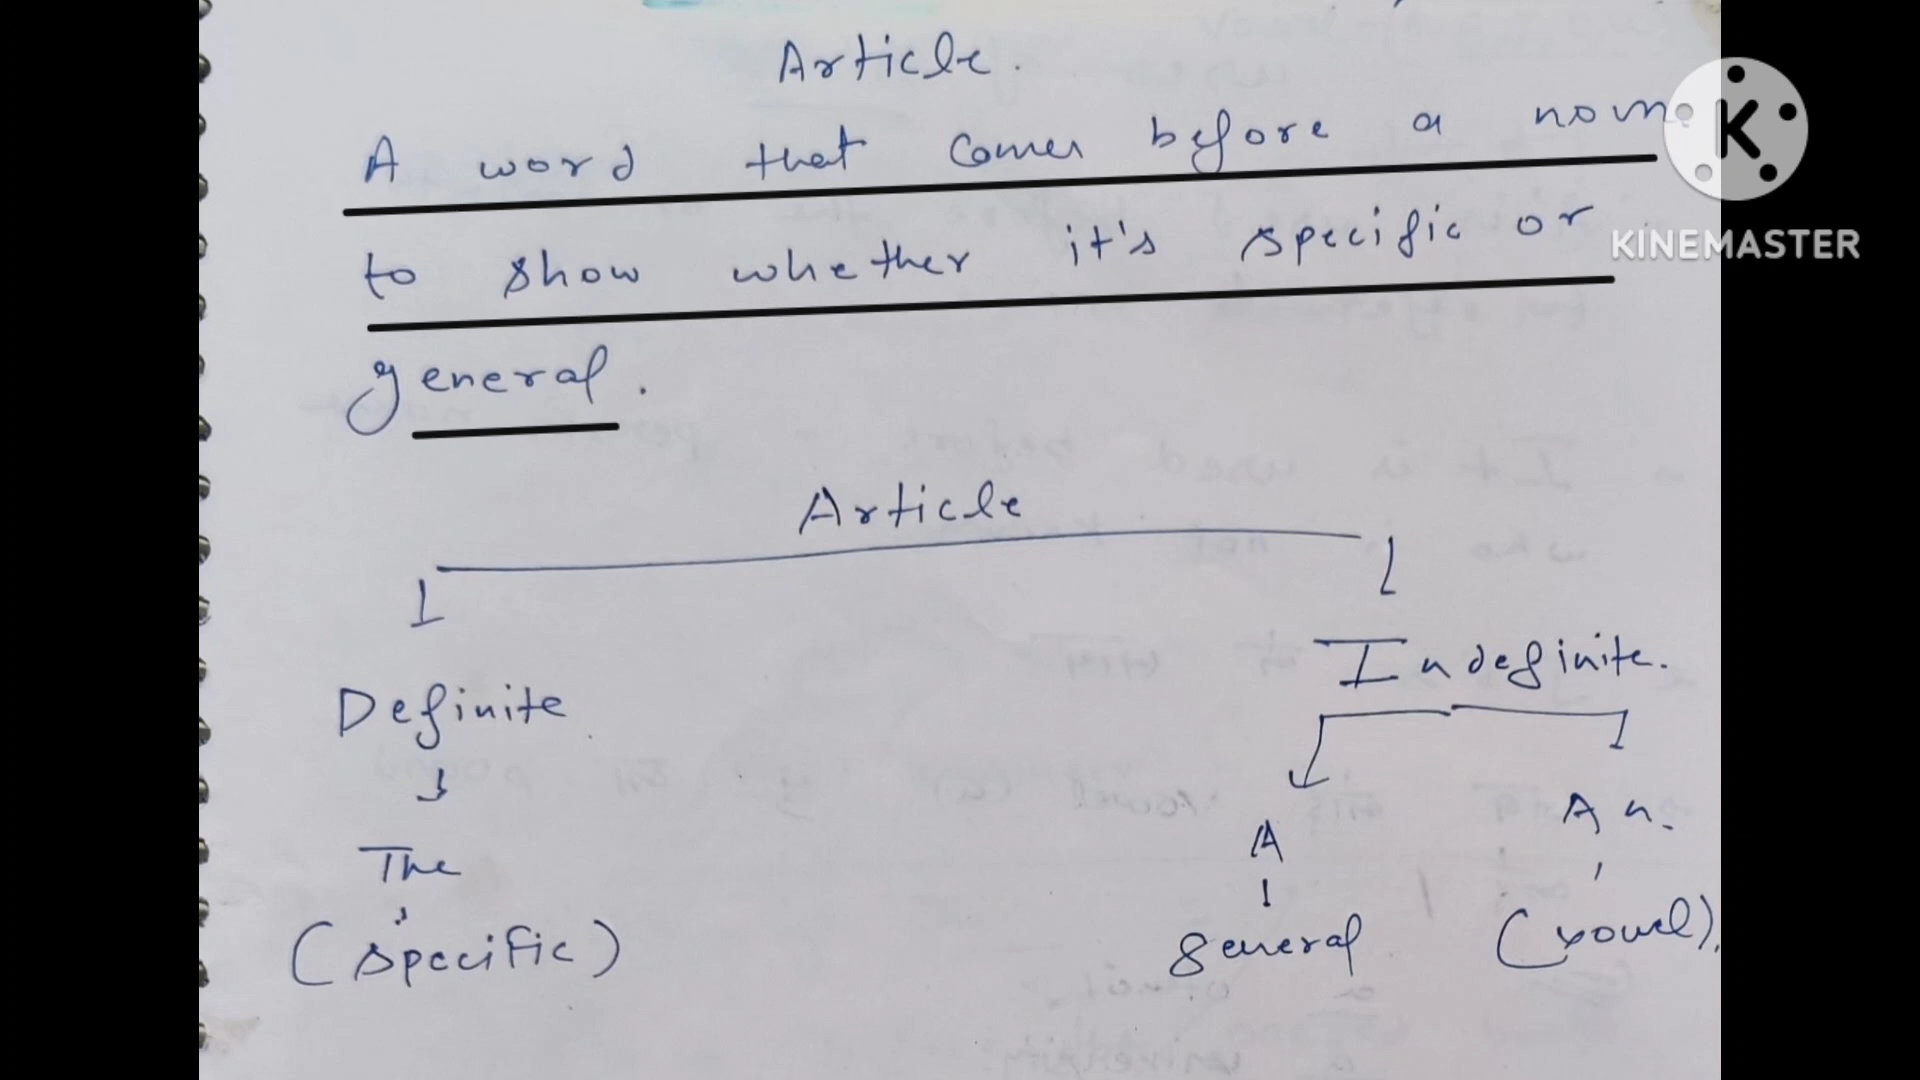 Article.
A word that comes before a noun
to show whether it's specific or
general.
KINEMASTER
Article
Definite
Indefinite.
The
A
An.
(specific)
general
(vowel).